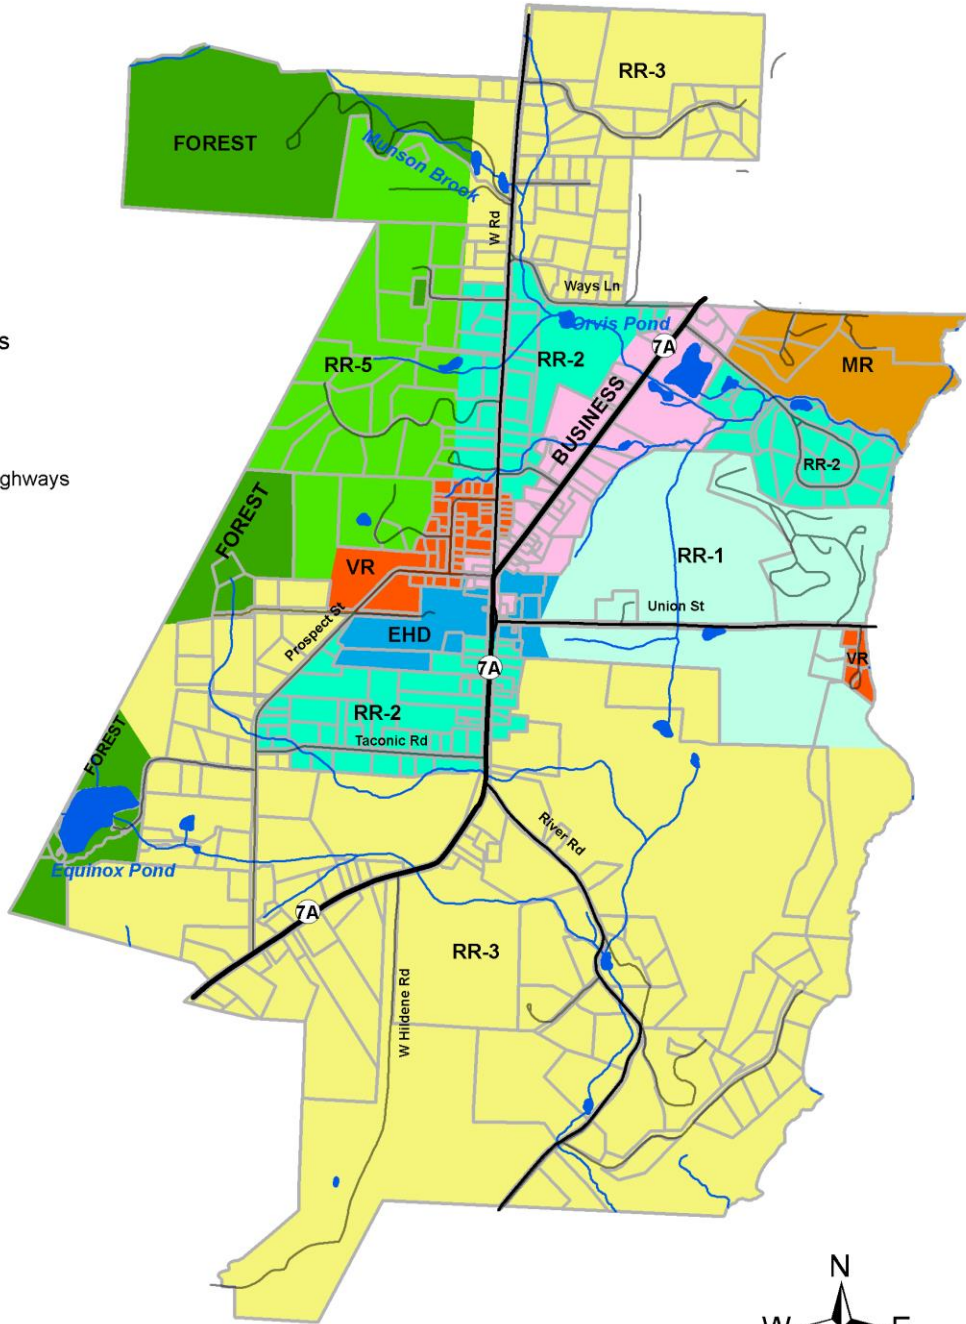 RR-3
FOREST
Munson Brook
W Rd
Ways Ln
Orvis Pond
s
7A
RR-5
RR-2
MR
BUSINESS
RR-2
ghways
FOREST
RR-1
VR
Union St
Prospect St
EHD
VR
7A
RR-2
FOREST
Taconic Rd
River Rd
Equinox Pond
7A
RR-3
W Hildene Rd
N
W
E